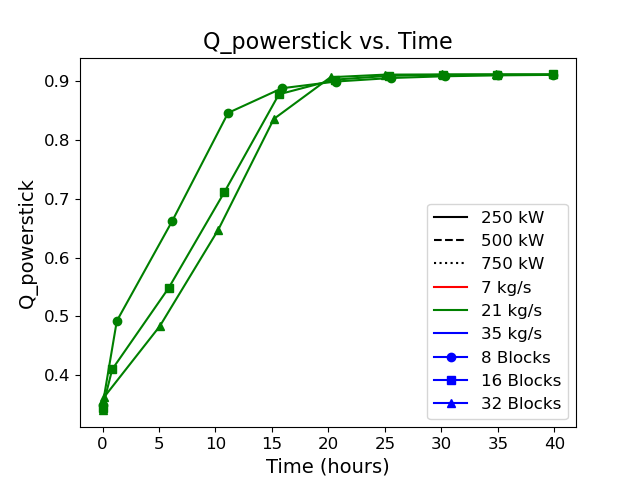 Q_powerstick vs. Time
Q_powerstick
0.9
0.8
0.7
0.6
0.5
0.4
250 kW
500 kW
750 kW
7 kg/s
21 kg/s
35 kg/s
8 Blocks
16 Blocks
32 Blocks
0 5 10 15 20 25 30 35 40
Time (hours)